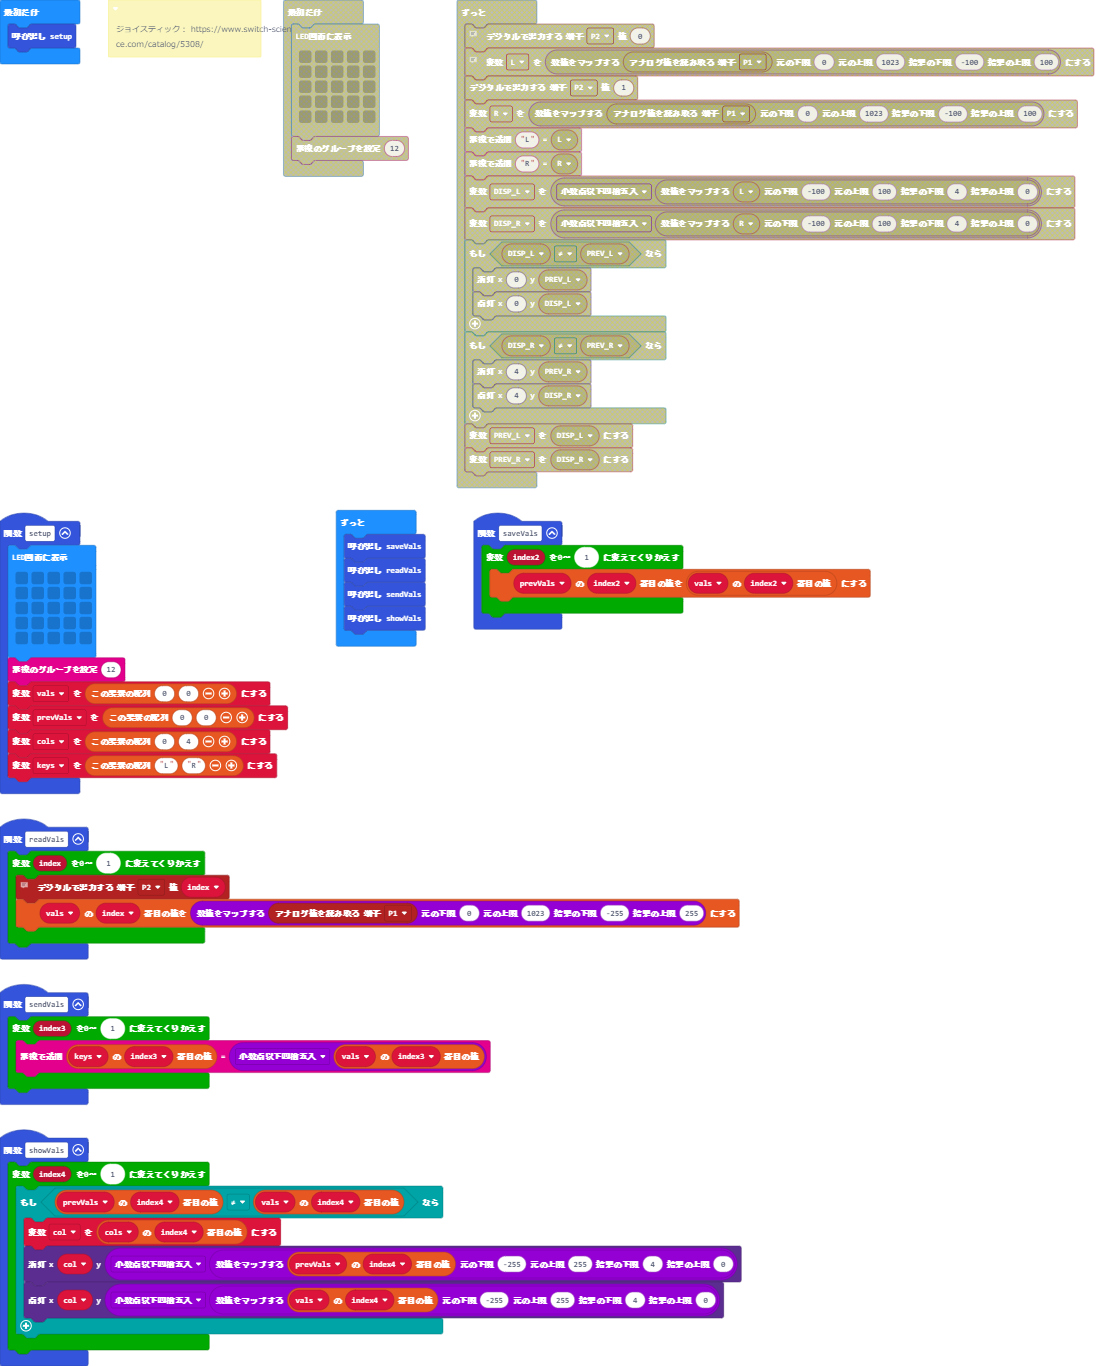 最初だけ
呼び出し setup
ジョイスティック： https://www.switch-scien
ce.com/catalog/5308/
最初だけ
LED画面に表示
無線のグループを設定 12
ずっと
デジタルで出力する 端子 P2 値 0
変数 L を 数値をマップする アナログ値を読み取る 端子 P1 元の下限 0 元の上限 1023 結果の下限 -100 結果の上限 100 にする
デジタルで出力する 端子 P2 値 1
変数 R を 数値をマップする アナログ値を読み取る 端子 P1 元の下限 0 元の上限 1023 結果の下限 -100 結果の上限 100 にする
無線で送信 "L" = L
無線で送信 "R" = R
変数 DISP_L を 小数点以下四捨五入 数値をマップする L 元の下限 -100 元の上限 100 結果の下限 4 結果の上限 0 にする
変数 DISP_R を 小数点以下四捨五入 数値をマップする R 元の下限 -100 元の上限 100 結果の下限 4 結果の上限 0 にする
もし DISP_L ≠ PREV_L なら
消灯 x 0 y PREV_L
点灯 x 0 y DISP_L
もし DISP_R ≠ PREV_R なら
消灯 x 4 y PREV_R
点灯 x 4 y DISP_R
変数 PREV_L を DISP_L にする
変数 PREV_R を DISP_R にする
関数 setup
LED画面に表示
無線のグループを設定 12
変数 vals を この要素の配列 0 0 にする
変数 prevVals を この要素の配列 0 0 にする
変数 cols を この要素の配列 0 4 にする
変数 keys を この要素の配列 "L" "R" にする
ずっと
呼び出し saveVals
呼び出し readVals
呼び出し sendVals
呼び出し showVals
関数 saveVals
変数 index2 を0～ 1 に変えてくりかえす
prevVals の index2 番目の値を vals の index2 番目の値 にする
関数 readVals
変数 index を0～ 1 に変えてくりかえす
デジタルで出力する 端子 P2 値 index
vals の index 番目の値を 数値をマップする アナログ値を読み取る 端子 P1 元の下限 0 元の上限 1023 結果の下限 -255 結果の上限 255 にする
関数 sendVals
変数 index3 を0～ 1 に変えてくりかえす
無線で送信 keys の index3 番目の値 = 小数点以下四捨五入 vals の index3 番目の値
関数 showVals
変数 index4 を0～ 1 に変えてくりかえす
もし prevVals の index4 番目の値 ≠ vals の index4 番目の値 なら
変数 col を cols の index4 番目の値 にする
消灯 x col y 小数点以下四捨五入 数値をマップする prevVals の index4 番目の値 元の下限 -255 元の上限 255 結果の下限 4 結果の上限 0
点灯 x col y 小数点以下四捨五入 数値をマップする vals の index4 番目の値 元の下限 -255 元の上限 255 結果の下限 4 結果の上限 0